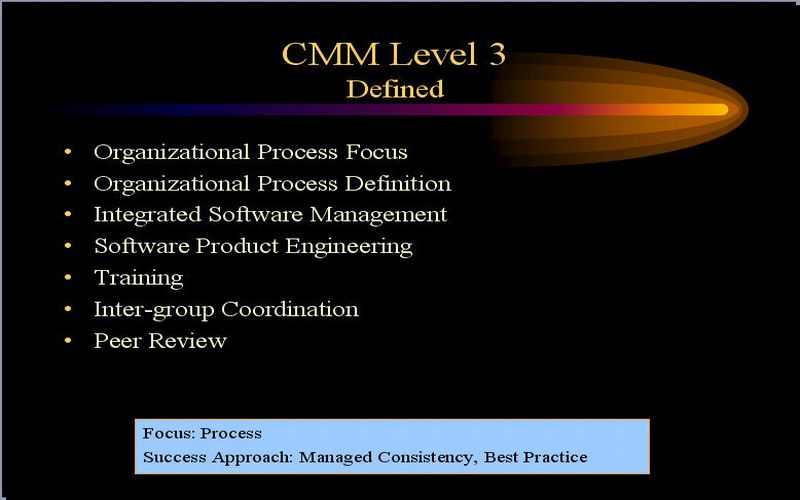 CMM Level 3
Defined
• Organizational Process Focus
• Organizational Process Definition
• Integrated Software Management
• Software Product Engineering
• Training
• Inter-group Coordination
• Peer Review
Focus: Process
Success Approach: Managed Consistency, Best Practice